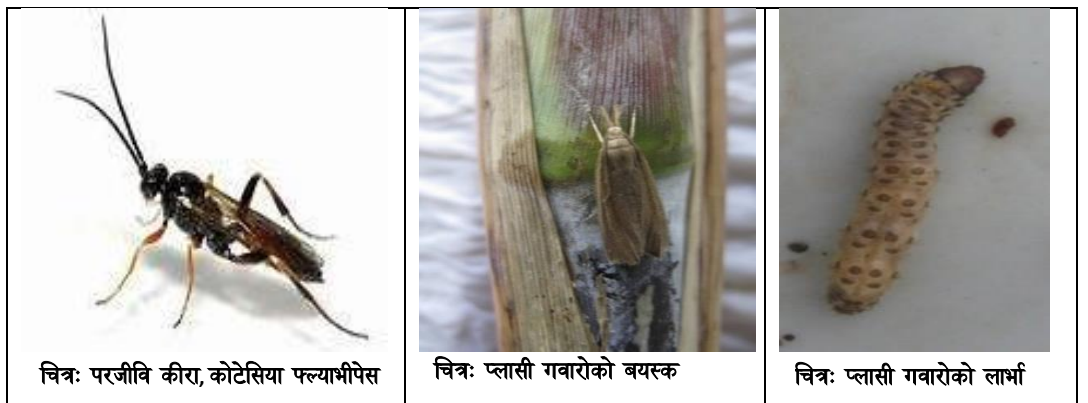 चित्रः परजीवि कीरा, कोटेसिया फ्ल्याभीपेस
चित्रः प्लासी गवारोको बयस्क
चित्रः प्लासी गवारोको लार्भा